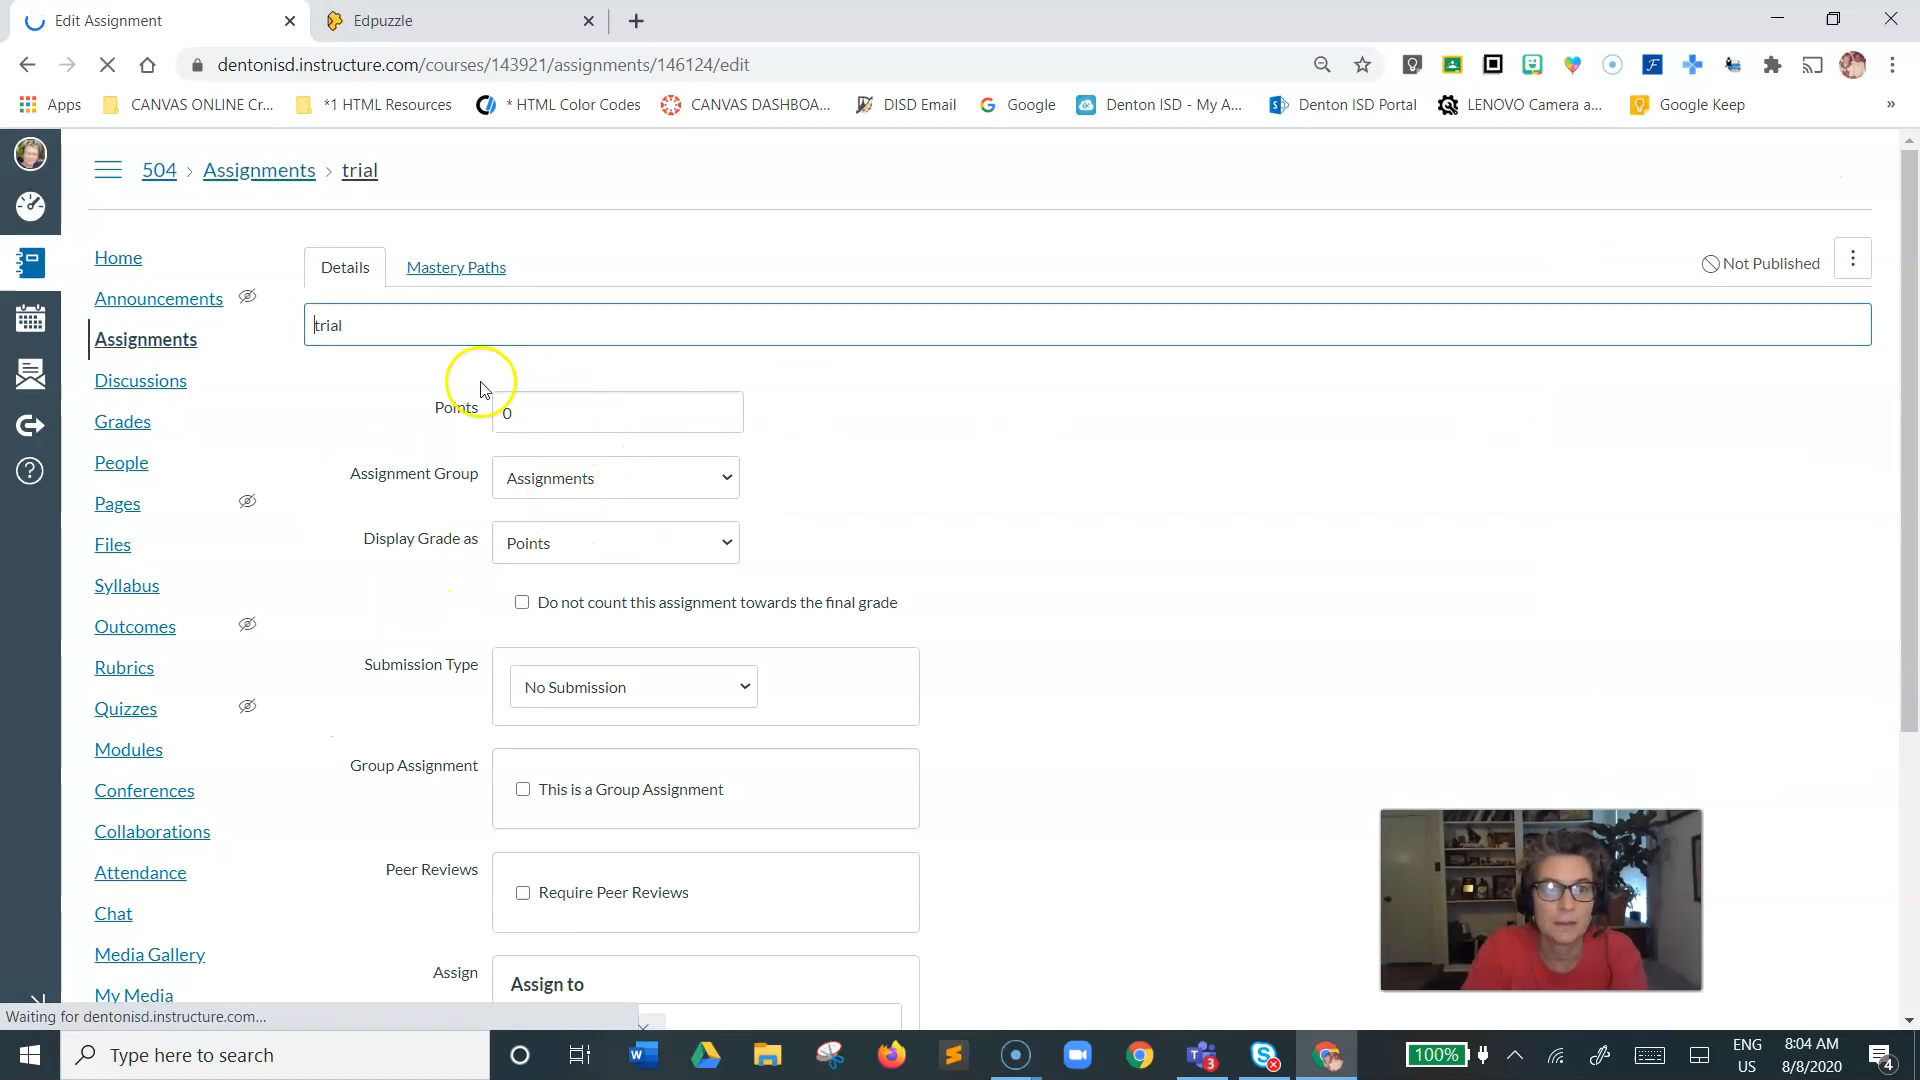 Edit Assignment
Edpuzzle
dentonisd.instructure.com/courses/143921/assignments/146124/edit
Apps
CANVAS ONLINE Cr...
*1 HTML Resources
* HTML Color Codes
CANVAS DASHBOA...
DISD Email
Google
Denton ISD - My A...
Denton ISD Portal
LENOVO Camera a...
Google Keep
»
504 › Assignments › trial
Home
Announcements
Assignments
Discussions
Grades
People
Pages
Files
Syllabus
Outcomes
Rubrics
Quizzes
Modules
Conferences
Collaborations
Attendance
Chat
Media Gallery
My Media
Details
Mastery Paths
Not Published
trial
Points
0
Assignment Group
Assignments
Display Grade as
Points
Do not count this assignment towards the final grade
Submission Type
No Submission
Group Assignment
This is a Group Assignment
Peer Reviews
Require Peer Reviews
Assign
Assign to
Waiting for dentonisd.instructure.com...
Type here to search
3
100%
ENG
US
8:04 AM
8/8/2020
4